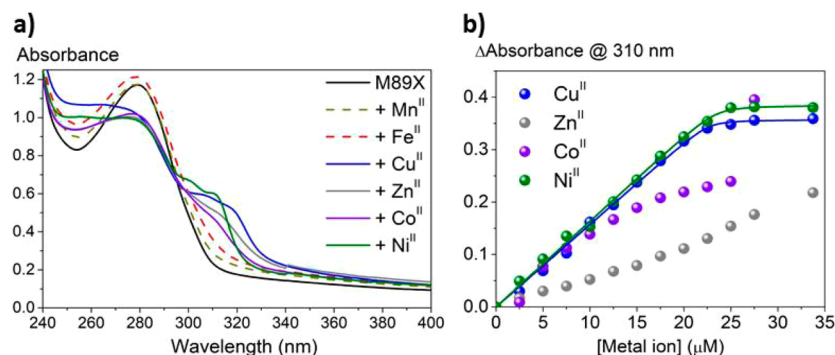 a)
Absorbance
1.2
1.0
0.8
0.6
0.4
0.2
0.0
240 260 280 300 320 340 360 380 400
Wavelength (nm)
M89X
+ Mn^II
+ Fe^II
+ Cu^II
+ Zn^II
+ Co^II
+ Ni^II
b)
ΔAbsorbance @ 310 nm
0.4
0.3
0.2
0.1
0.0
0 5 10 15 20 25 30 35
[Metal ion] (μM)
Cu^II
Zn^II
Co^II
Ni^II